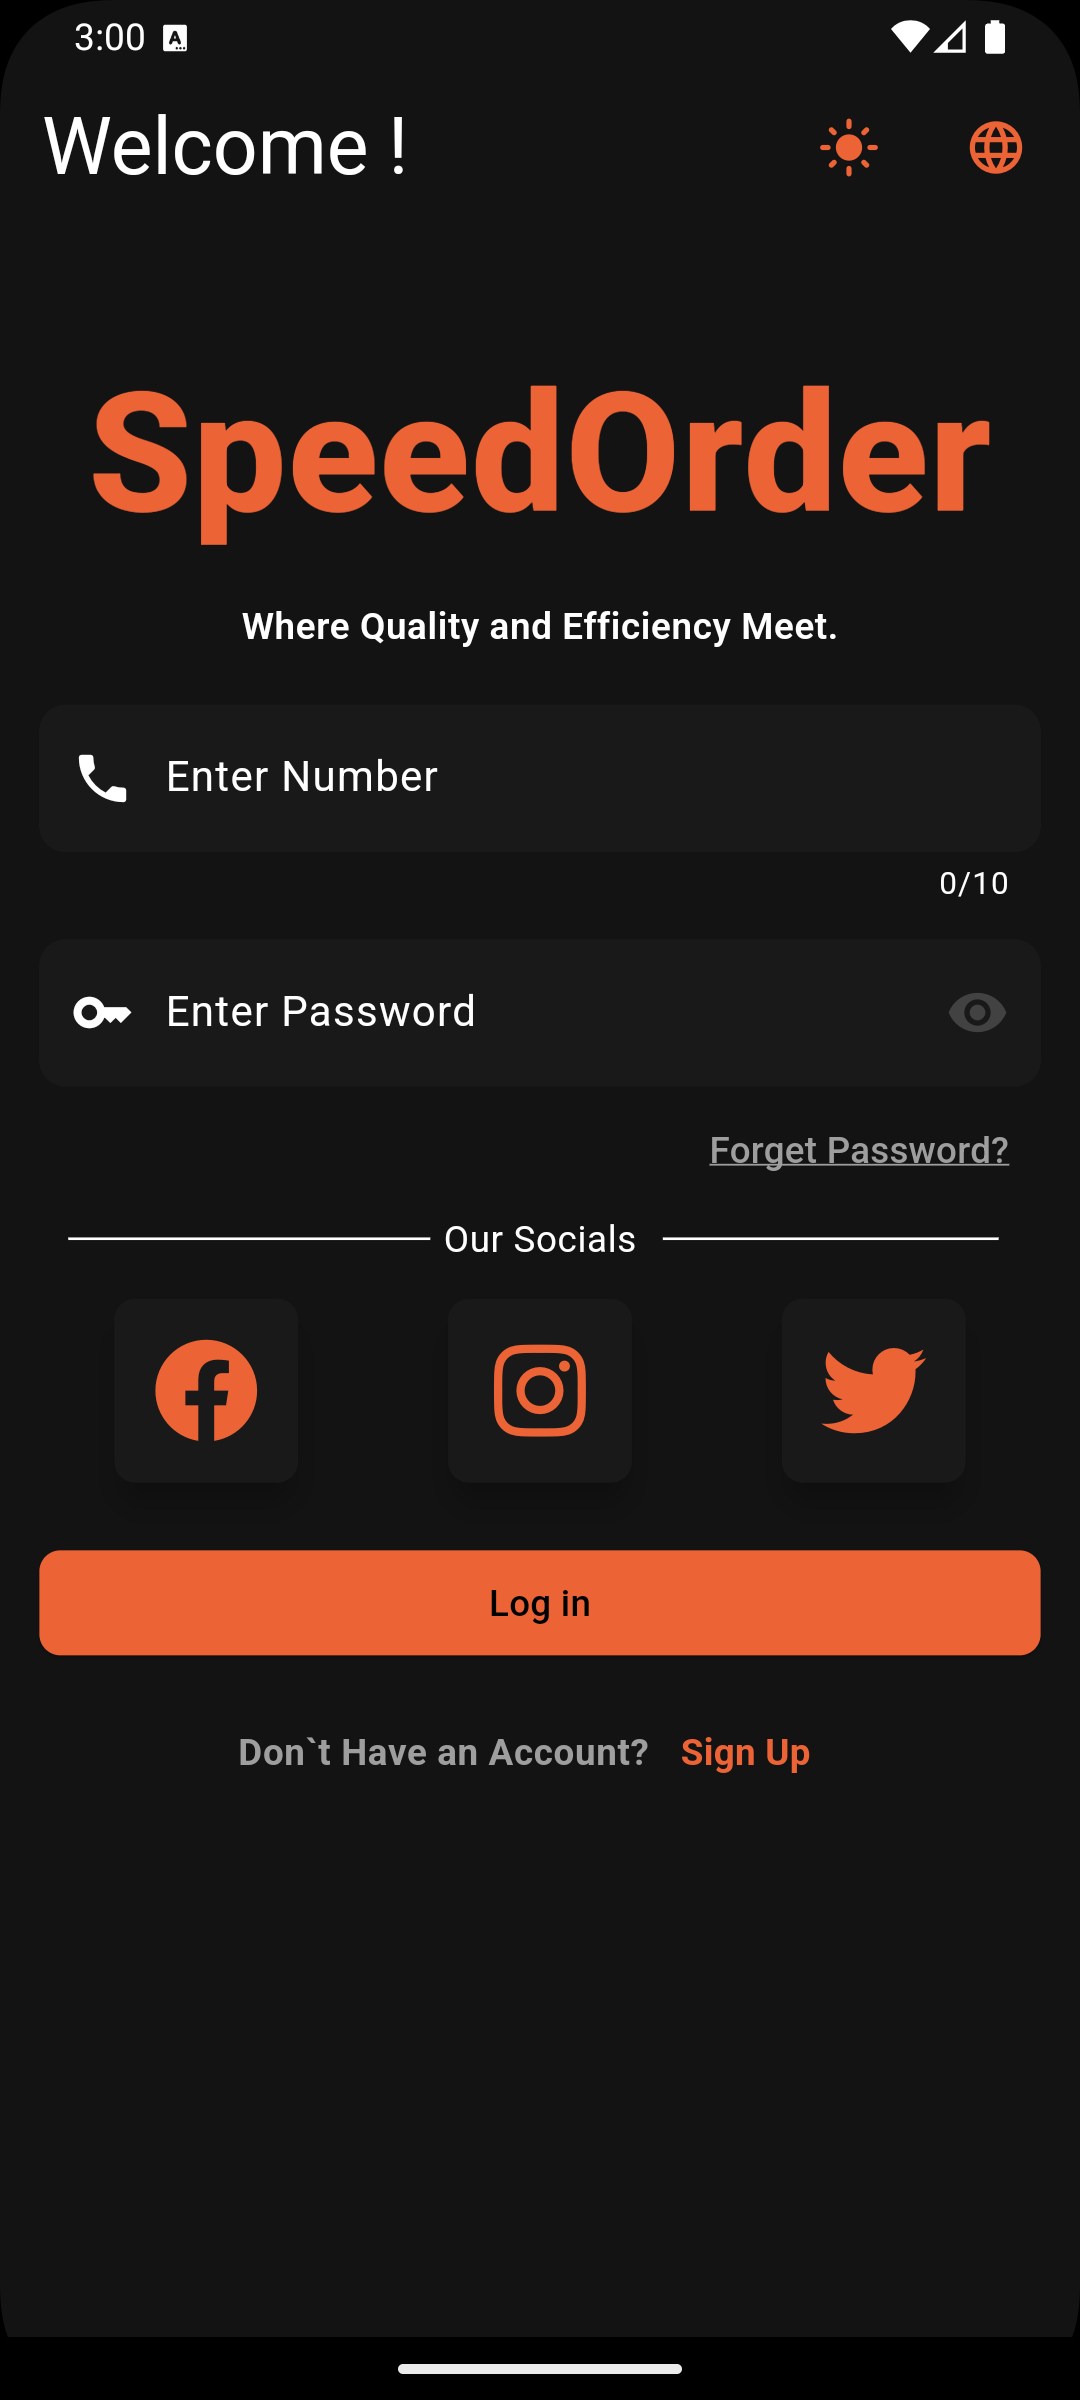 3:00
Welcome !
SpeedOrder
Where Quality and Efficiency Meet.
Enter Number
0/10
Enter Password
Forget Password?
Our Socials
Log in
Don`t Have an Account? Sign Up